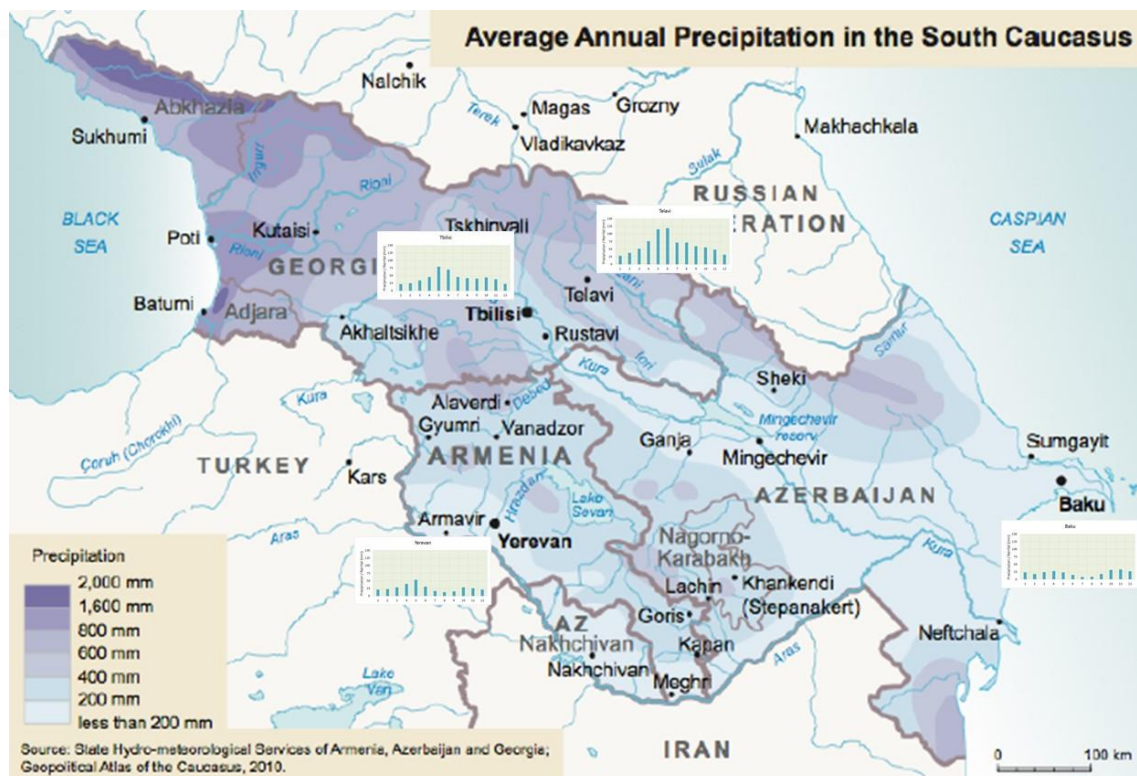 Average Annual Precipitation in the South Caucasus
Nalchik
Magas
Grozny
Terek
Vladikavkaz
Makhachkala
Abkhazia
Sukhumi
Inguri
Rioni
Sulak
RUSSIAN
ERATION
BLACK
SEA
CASPIAN
SEA
Poti
Kutaisi
Rioni
Tskhinvali
GEORGI
Tbilisi
Telavi
Batumi
Adjara
Akhaltsikhe
Tbilisi
Telavi
Rustavi
Iori
Kura
Samur
Sheki
Kura
Alaverdi
Debed
Gyumri
Vanadzor
Mingechevir
reserv.
Ganja
Mingechevir
Sumgayit
Baku
Çoruh (Chorokhi)
TURKEY
Kars
ARMENIA
AZERBAIJAN
Hrazdan
Lake
Sevan
Armavir
Yerevan
Aras
Yerevan
Nagorno-
Karabakh
Kura
Baku
Khankendi
(Stepanakert)
Lachin
Goris
AZ
Nakhchivan
Nakhchivan
Kapan
Aras
Meghri
Neftchala
Lake
Van
IRAN
Precipitation
2,000 mm
1,600 mm
800 mm
600 mm
400 mm
200 mm
less than 200 mm
Source: State Hydro-meteorological Services of Armenia, Azerbaijan and Georgia;
Geopolitical Atlas of the Caucasus, 2010.
0 100 km